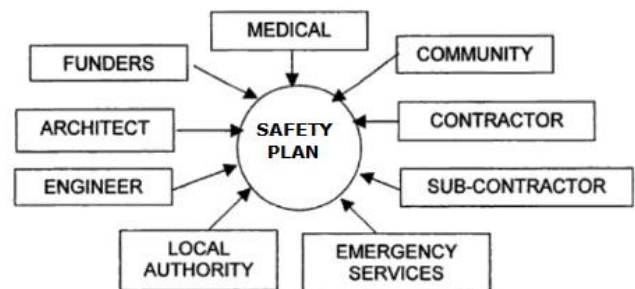 MEDICAL
FUNDERS
COMMUNITY
ARCHITECT
SAFETY
PLAN
CONTRACTOR
ENGINEER
SUB-CONTRACTOR
LOCAL
AUTHORITY
EMERGENCY
SERVICES